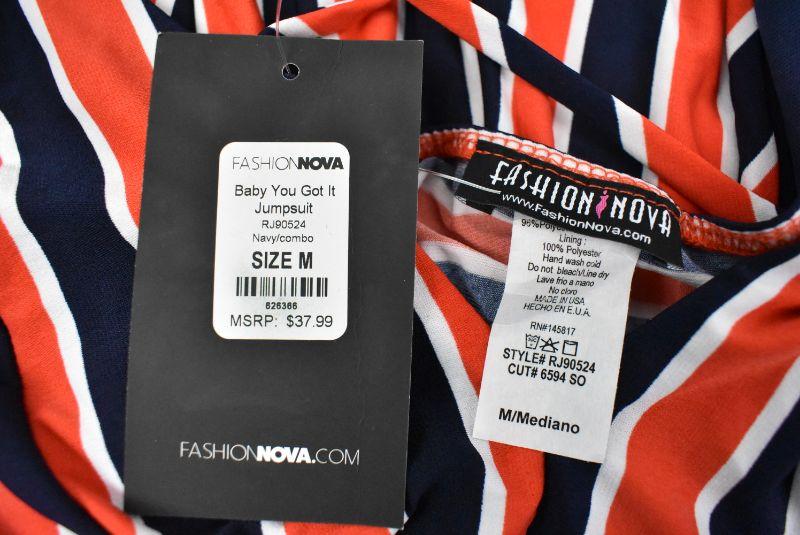 FASHIONNOVA
Baby You Got It
Jumpsuit
RJ90524
Navy/combo
SIZE M
626366
MSRP: $37.99
FASHIONNOVA.COM
FASHION NOVA
www.FashionNova.com
Lining :
100% Polyester
Hand wash cold
Do not bleach/Line dry
Lave frio a mano
No cloro
MADE IN USA
HECHO EN E.U.A.
RN#145817
STYLE# RJ90524
CUT# 6594 SO
M/Mediano